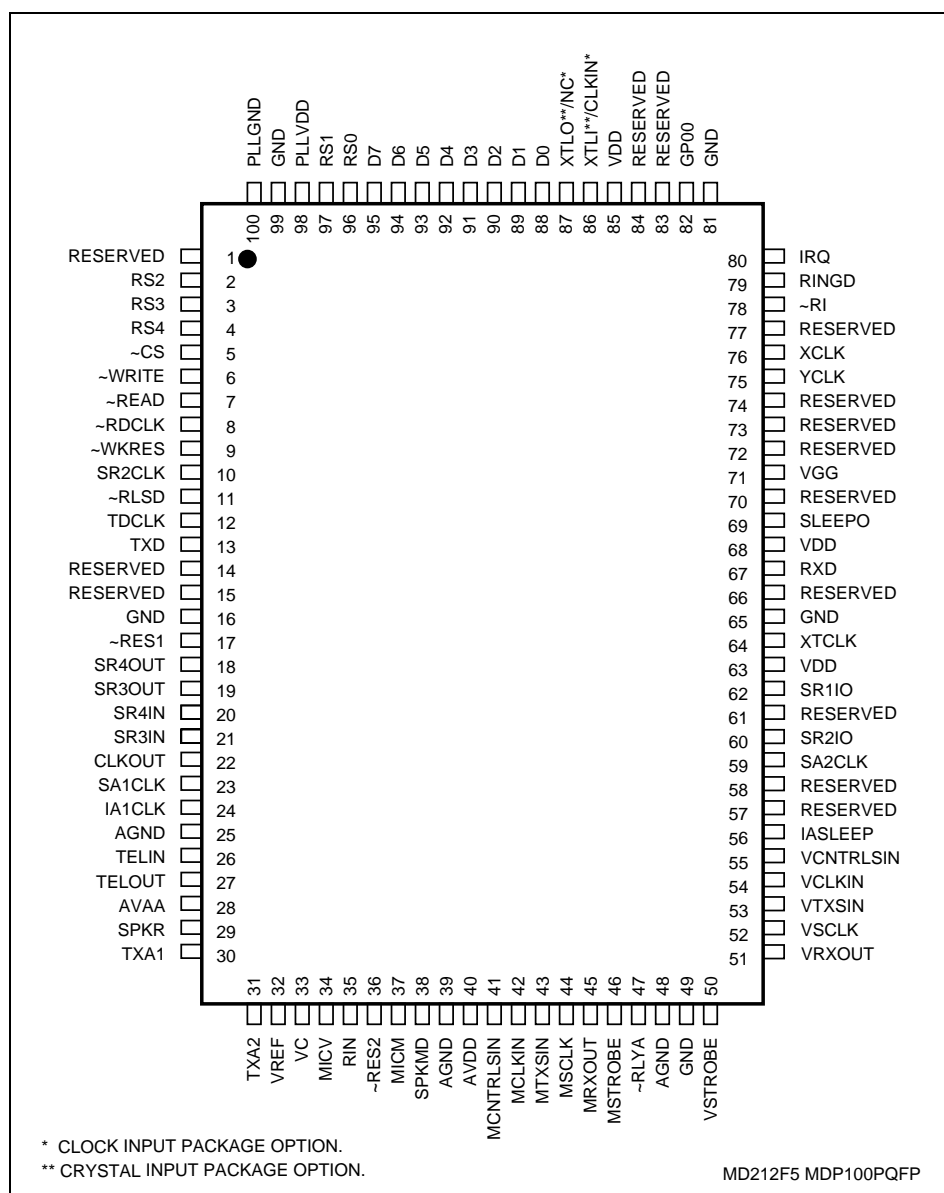 PLLGND
GND
PLLVDD
RS1
RS0
D7
D6
D5
D4
D3
D2
D1
D0
XTLO**/NC*
XTLI**/CLKIN*
VDD
RESERVED
RESERVED
GP00
GND
100
99
98
97
96
95
94
93
92
91
90
89
88
87
86
85
84
83
82
81
RESERVED 1
RS2 2
RS3 3
RS4 4
~CS 5
~WRITE 6
~READ 7
~RDCLK 8
~WKRES 9
SR2CLK 10
~RLSD 11
TDCLK 12
TXD 13
RESERVED 14
RESERVED 15
GND 16
~RES1 17
SR4OUT 18
SR3OUT 19
SR4IN 20
SR3IN 21
CLKOUT 22
SA1CLK 23
IA1CLK 24
AGND 25
TELIN 26
TELOUT 27
AVAA 28
SPKR 29
TXA1 30
80 IRQ
79 RINGD
78 ~RI
77 RESERVED
76 XCLK
75 YCLK
74 RESERVED
73 RESERVED
72 RESERVED
71 VGG
70 RESERVED
69 SLEEPO
68 VDD
67 RXD
66 RESERVED
65 GND
64 XTCLK
63 VDD
62 SR1IO
61 RESERVED
60 SR2IO
59 SA2CLK
58 RESERVED
57 RESERVED
56 IASLEEP
55 VCNTRLSIN
54 VCLKIN
53 VTXSIN
52 VSCLK
51 VRXOUT
31
32
33
34
35
36
37
38
39
40
41
42
43
44
45
46
47
48
49
50
TXA2
VREF
VC
MICV
RIN
~RES2
MICM
SPKMD
AGND
AVDD
MCNTRLSIN
MCLKIN
MTXSIN
MSCLK
MRXOUT
MSTROBE
~RLYA
AGND
GND
VSTROBE
* CLOCK INPUT PACKAGE OPTION.
** CRYSTAL INPUT PACKAGE OPTION.
MD212F5 MDP100PQFP